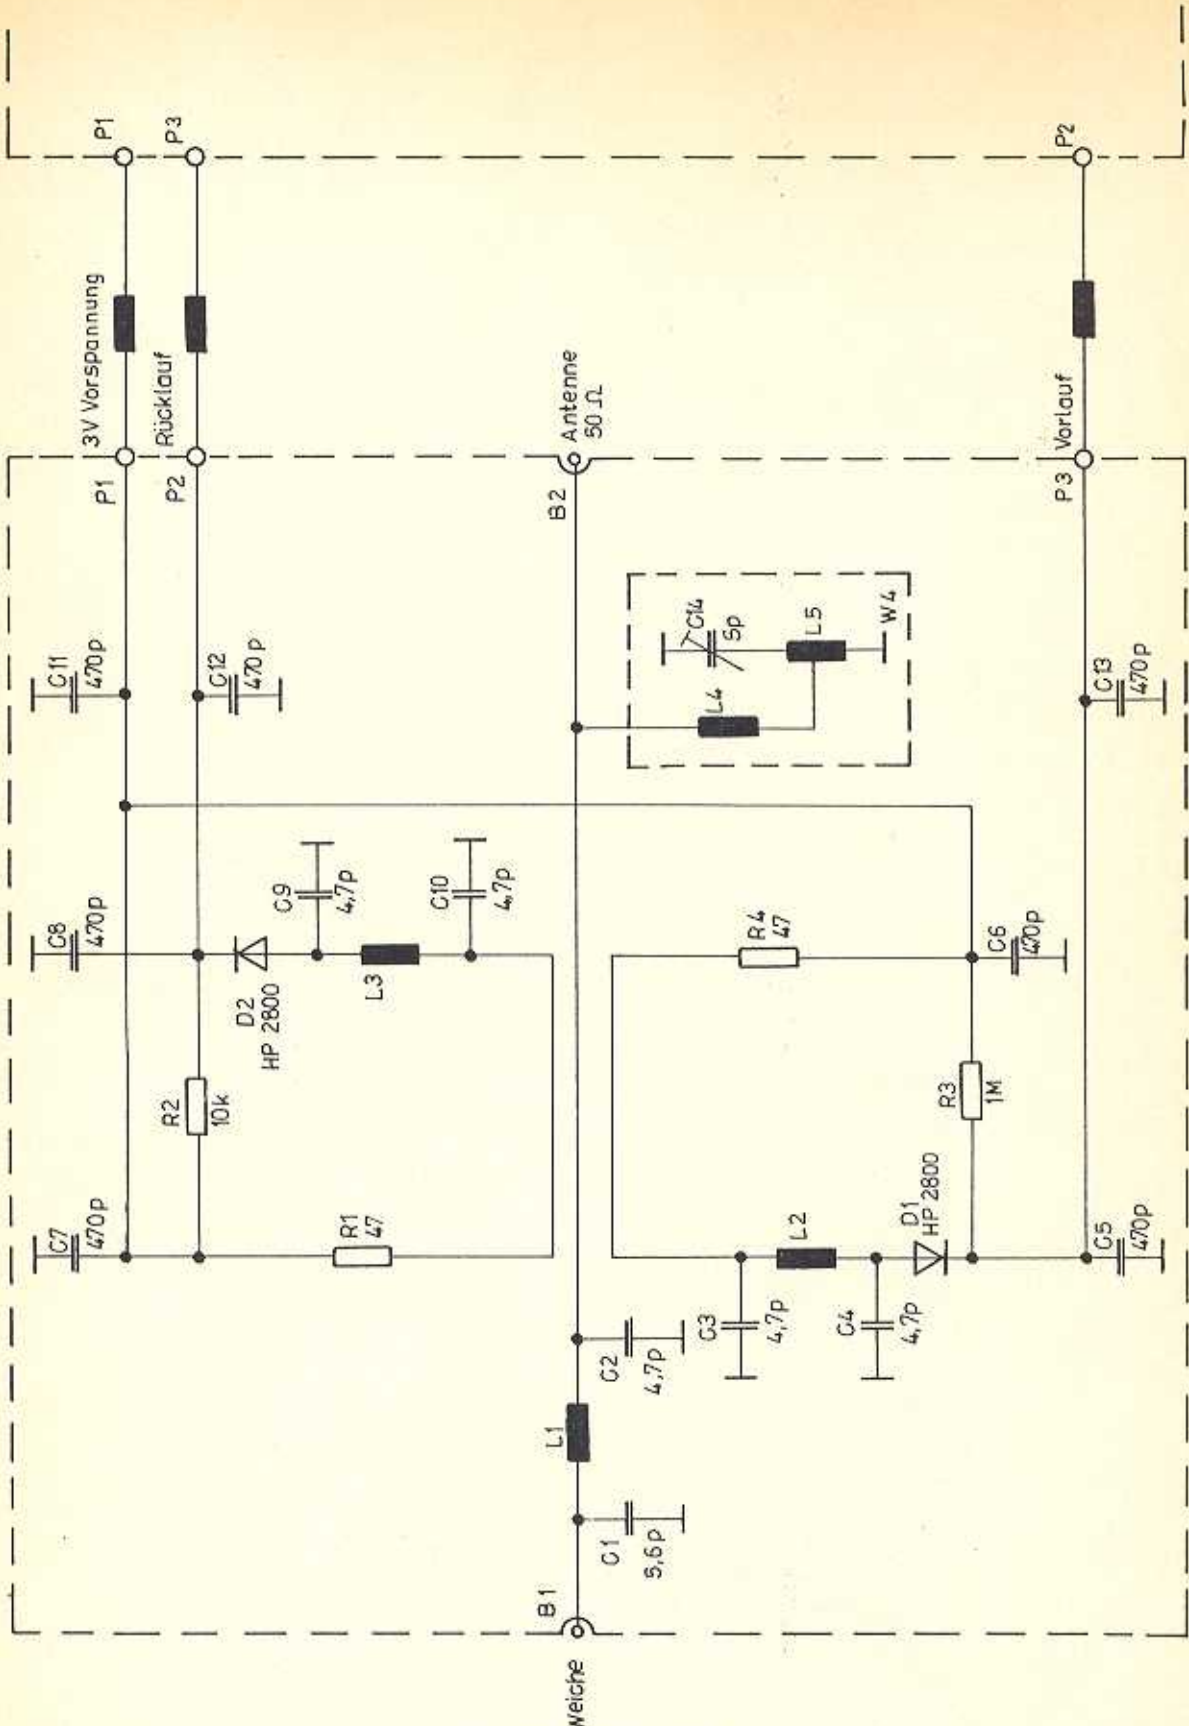 P1
P3
P2
3V Vorspannung
Rücklauf
Antenne
50 Ω
Vorlauf
P1
P2
B2
P3
C11
470p
C12
470p
C14
5p
L5
L4
W4
C13
470p
C8
470p
C9
4,7p
C10
4,7p
D2
HP 2800
L3
R4
47
C6
470p
R2
10k
R3
1M
C7
470p
R1
47
D1
HP 2800
L2
C5
470p
C3
4,7p
C4
4,7p
C2
4,7p
L1
C1
5,6p
B1
Weiche